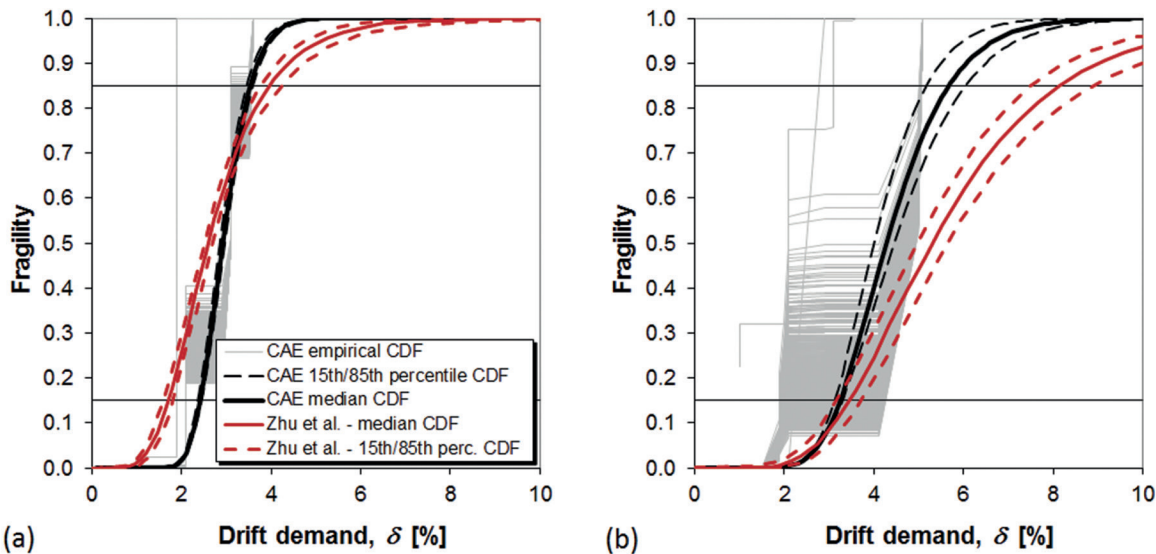 1.0
0.9
0.8
0.7
0.6
0.5
0.4
0.3
0.2
0.1
0.0
Fragility
CAE empirical CDF
CAE 15th/85th percentile CDF
CAE median CDF
Zhu et al. - median CDF
Zhu et al. - 15th/85th perc. CDF
0 2 4 6 8 10
(a) Drift demand, δ [%]
1.0
0.9
0.8
0.7
0.6
0.5
0.4
0.3
0.2
0.1
0.0
Fragility
0 2 4 6 8 10
(b) Drift demand, δ [%]